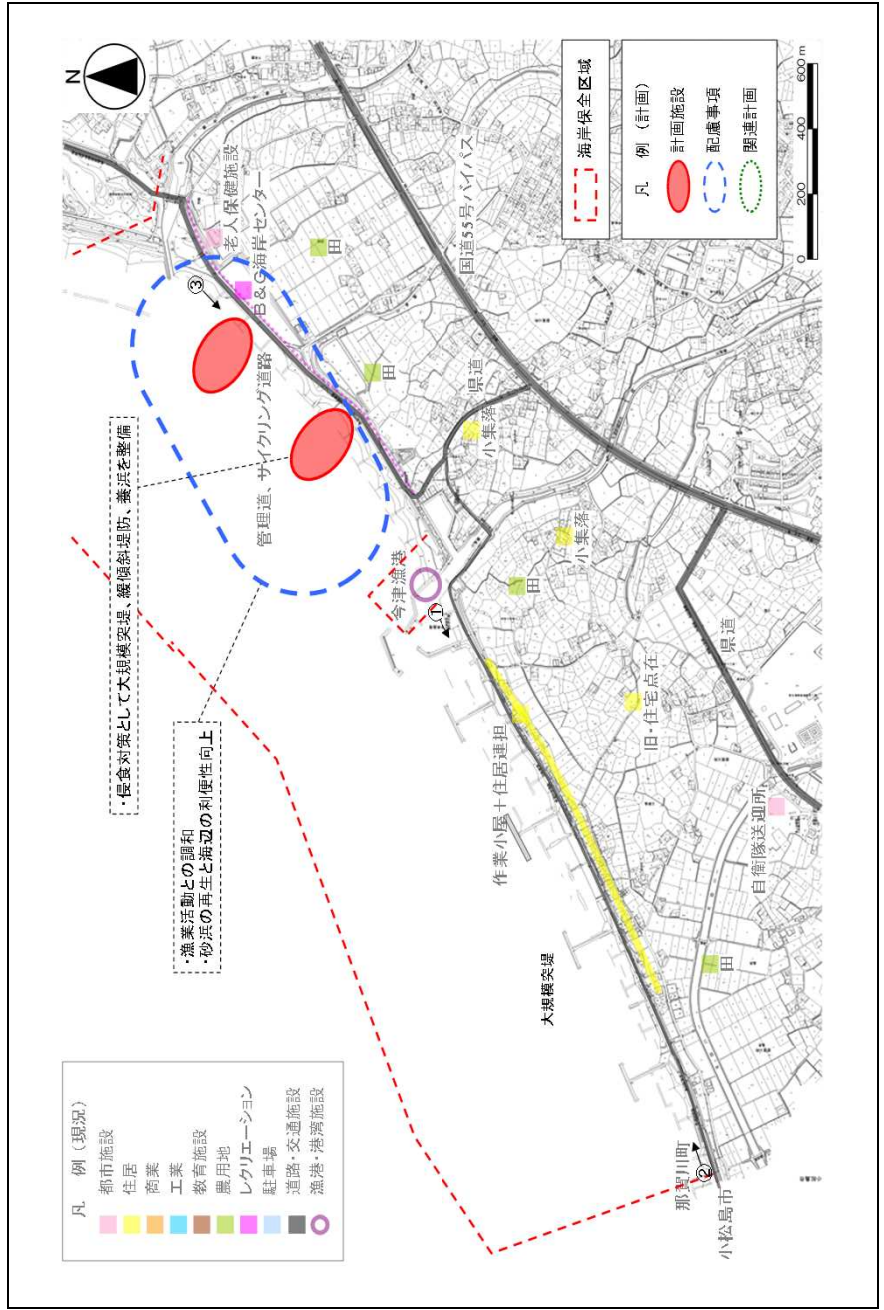 凡 例（現況）
都市施設
住居
商業
工業
教育施設
農用地
レクリエーション
駐車場
道路・交通施設
漁港・港湾施設
・漁業活動との調和
・砂浜の再生と海辺の利便性向上
・侵食対策として大規模突堤、緩傾斜堤防、養浜を整備
N
那賀川町
小松島市
②
大規模突堤
作業小屋＋住居連担
今津漁港
①
管理道、サイクリング道路
③
B&G海岸センター
老人保健施設
田
田
小集落
県道
国道55号バイパス
小集落
田
旧・住宅点在
県道
自衛隊送迎所
田
海岸保全区域
凡 例（計画）
計画施設
配慮事項
関連計画
0
200
400
600 m